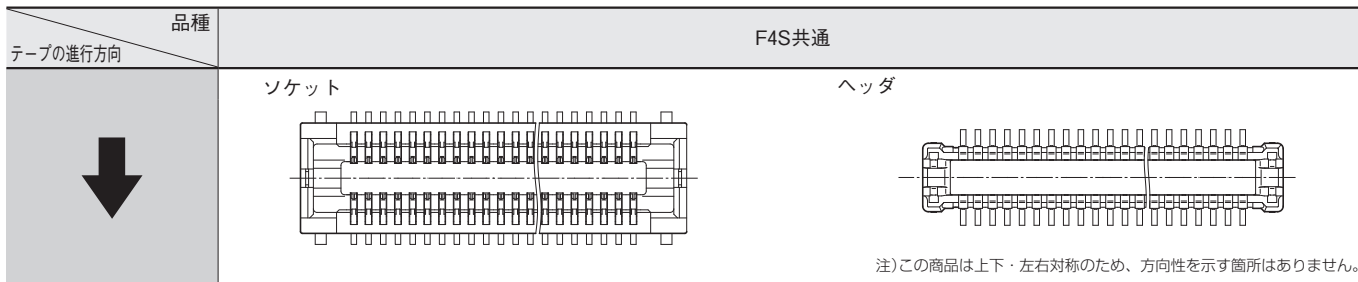 品種
テープの進行方向
F4S共通
ソケット
ヘッダ
注)この商品は上下・左右対称のため、方向性を示す箇所はありません。